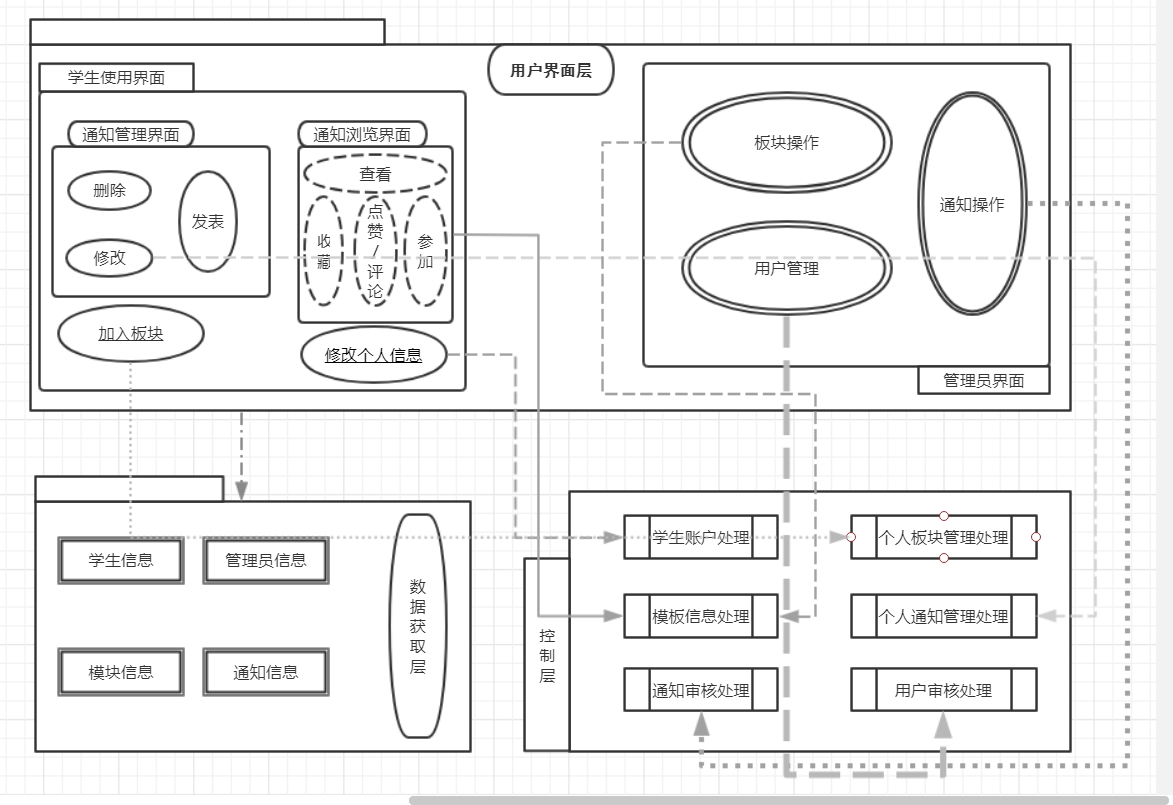 用户界面层
学生使用界面
通知管理界面
删除
发表
修改
加入板块
通知浏览界面
查看
收藏
点赞/评论
参加
修改个人信息
板块操作
用户管理
通知操作
管理员界面
学生信息
管理员信息
模块信息
通知信息
数据获取层
控制层
学生账户处理
个人板块管理处理
模板信息处理
个人通知管理处理
通知审核处理
用户审核处理